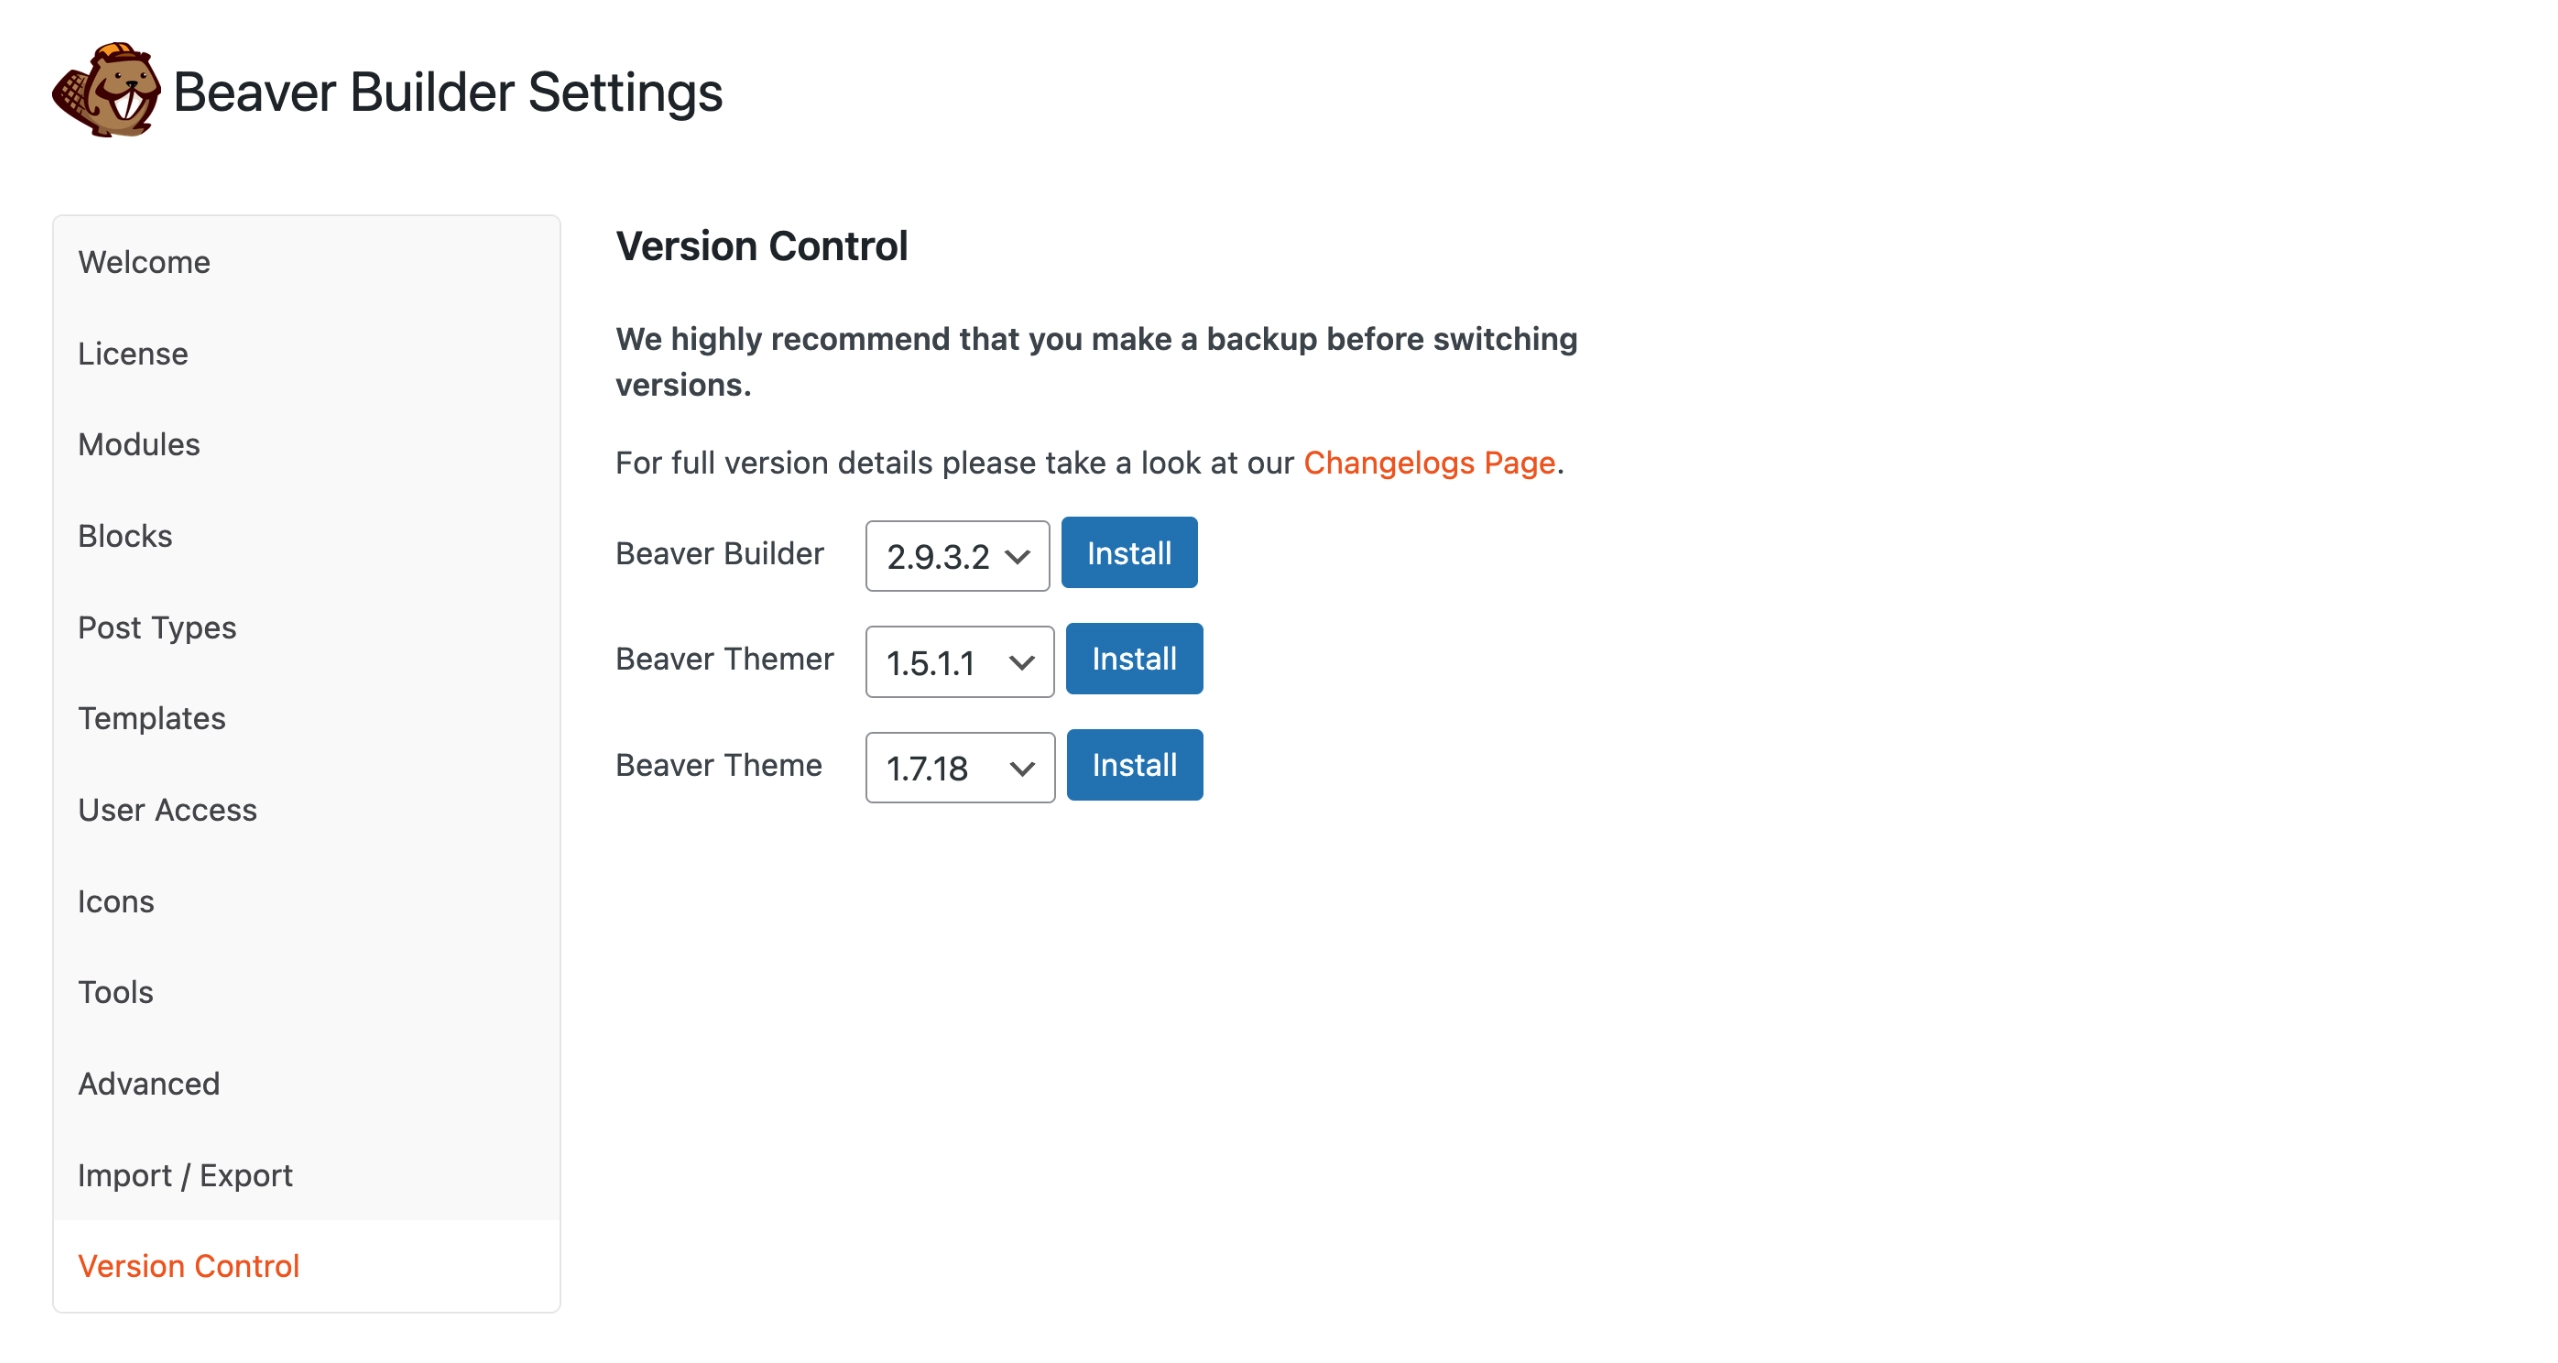 Beaver Builder Settings
Welcome
License
Modules
Blocks
Post Types
Templates
User Access
Icons
Tools
Advanced
Import / Export
Version Control
Version Control
We highly recommend that you make a backup before switching
versions.
For full version details please take a look at our Changelogs Page.
Beaver Builder 2.9.3.2 Install
Beaver Themer 1.5.1.1 Install
Beaver Theme 1.7.18 Install